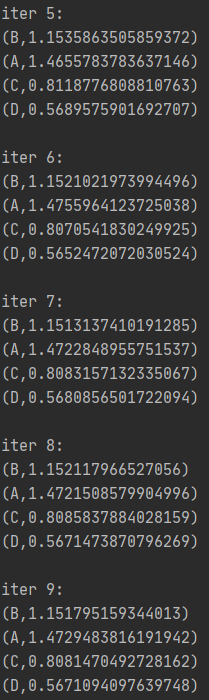 iter 5:
(B,1.1535863505859372)
(A,1.4655783783637146)
(C,0.8118776808810763)
(D,0.5689575901692707)
iter 6:
(B,1.1521021973994496)
(A,1.4755964123725038)
(C,0.8070541830249925)
(D,0.5652472072030524)
iter 7:
(B,1.1513137410191285)
(A,1.4722848955751537)
(C,0.8083157132335067)
(D,0.5680856501722094)
iter 8:
(B,1.152117966527056)
(A,1.4721508579904996)
(C,0.8085837884028159)
(D,0.5671473870796269)
iter 9:
(B,1.151795159344013)
(A,1.4729483816191942)
(C,0.8081470492728162)
(D,0.5671094097639748)